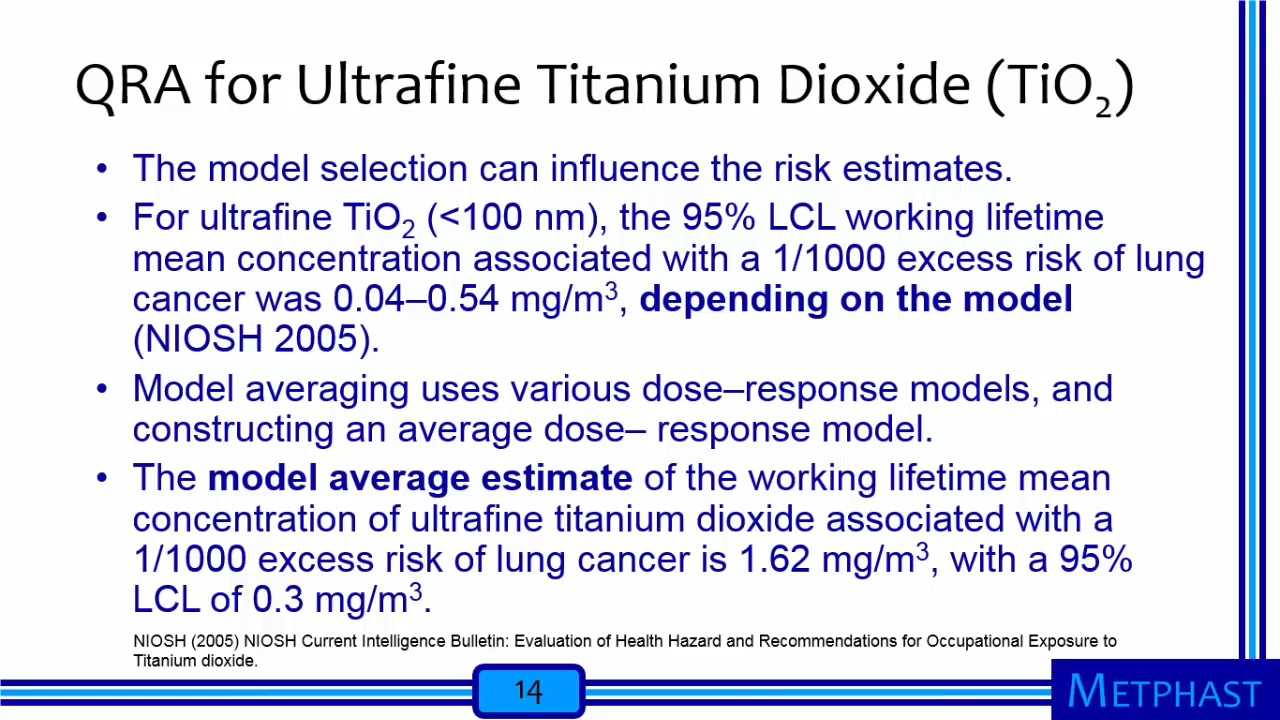 QRA for Ultrafine Titanium Dioxide (TiO₂)
• The model selection can influence the risk estimates.
• For ultrafine TiO₂ (<100 nm), the 95% LCL working lifetime
mean concentration associated with a 1/1000 excess risk of lung
cancer was 0.04–0.54 mg/m³, depending on the model
(NIOSH 2005).
• Model averaging uses various dose–response models, and
constructing an average dose– response model.
• The model average estimate of the working lifetime mean
concentration of ultrafine titanium dioxide associated with a
1/1000 excess risk of lung cancer is 1.62 mg/m³, with a 95%
LCL of 0.3 mg/m³.
NIOSH (2005) NIOSH Current Intelligence Bulletin: Evaluation of Health Hazard and Recommendations for Occupational Exposure to
Titanium dioxide.
14
METPHAST